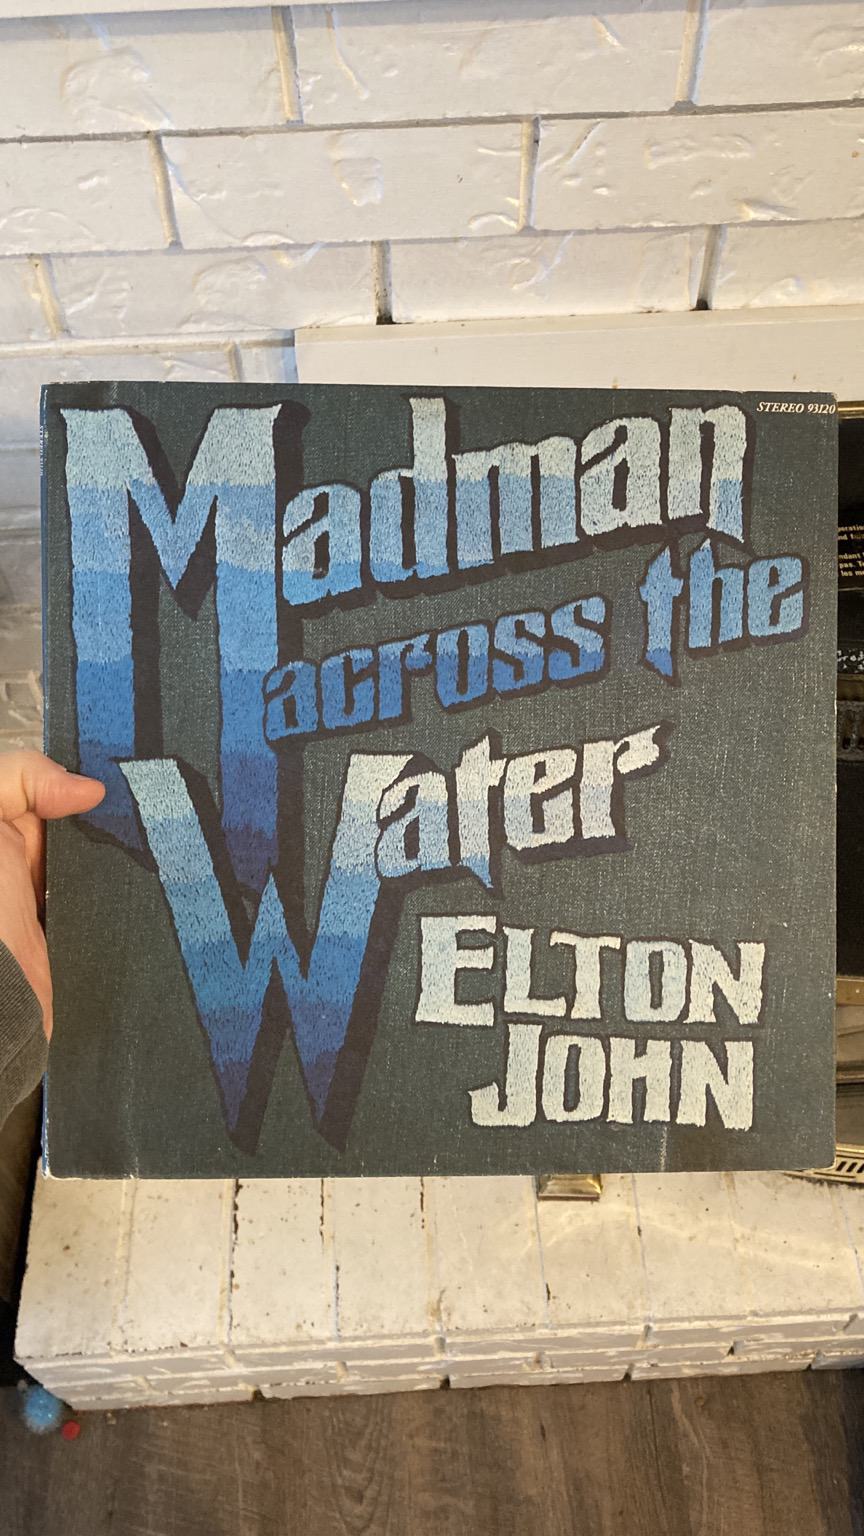 STEREO 93120
Madman
across the
Water
ELTON
JOHN